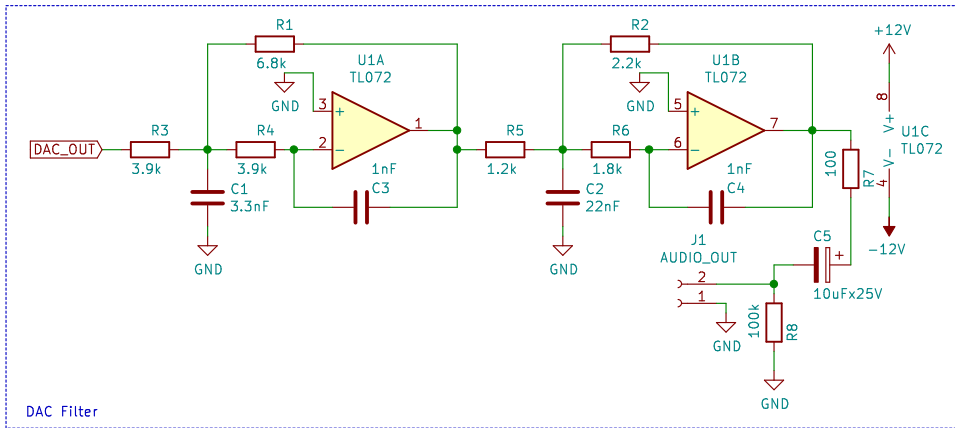 R1
6.8k
R2
2.2k
+12V
U1A
TL072
U1B
TL072
GND
GND
3
+
1
5
+
7
8
V+
U1C
TL072
V-
4
DAC_OUT
R3
3.9k
R4
3.9k
2
−
R5
1.2k
R6
1.8k
6
−
100
R7
1nF
C3
1nF
C4
C1
3.3nF
C2
22nF
GND
GND
-12V
J1
AUDIO_OUT
2
1
C5
+
10uFx25V
GND
100k
R8
GND
DAC Filter